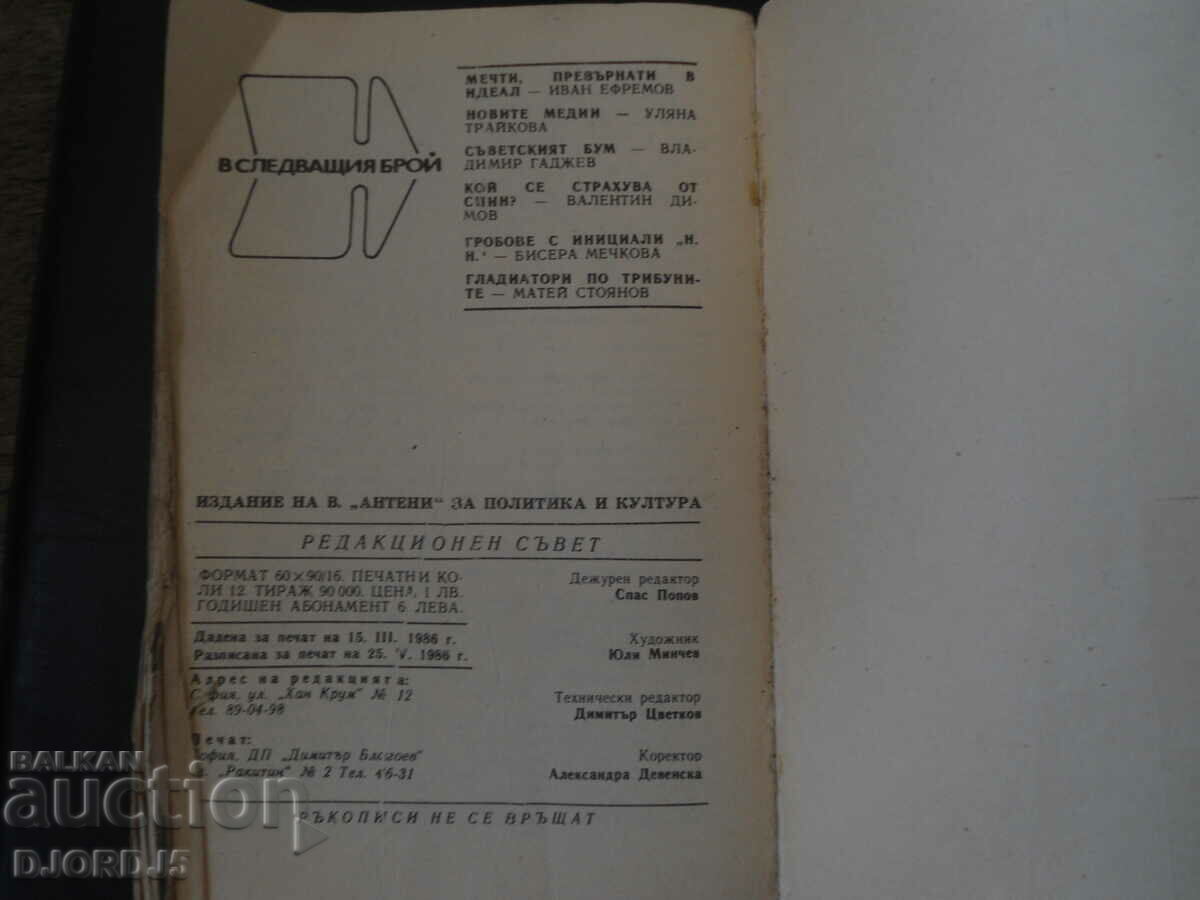 В СЛЕДВАЩИЯ БРОЙ
МЕЧТИ, ПРЕВЪРНАТИ В
ИДЕАЛ — ИВАН ЕФРЕМОВ
НОВИТЕ МЕДИИ — УЛЯНА
ТРАЙКОВА
СЪВЕТСКИЯТ БУМ — ВЛА-
ДИМИР ГАДЖЕВ
КОЙ СЕ СТРАХУВА ОТ
СПИН? — ВАЛЕНТИН ДИ-
МОВ
ГРОБОВЕ С ИНИЦИАЛИ „Н.
Н.“ — БИСЕРА МЕЧКОВА
ГЛАДИАТОРИ ПО ТРИБУНИ-
ТЕ — МАТЕЙ СТОЯНОВ
ИЗДАНИЕ НА В. „АНТЕНИ“ ЗА ПОЛИТИКА И КУЛТУРА
РЕДАКЦИОНЕН СЪВЕТ
ФОРМАТ 60×90/16. ПЕЧАТНИ КО-
ЛИ 12. ТИРАЖ 90 000. ЦЕНА, 1 ЛВ.
ГОДИШЕН АБОНАМЕНТ 6 ЛЕВА.
Дадена за печат на 15. III. 1986 г.
Разписана за печат на 25. V. 1986 г.
Адрес на редакцията:
София, ул. „Хан Крум“ № 12
Тел. 89-04-98
Печат:
София, ДП „Димитър Благоев“
„Ракитин“ № 2 Тел. 46-31
Дежурен редактор
Спас Попов
Художник
Юли Минчев
Технически редактор
Димитър Цветков
Коректор
Александра Девенска
РЪКОПИСИ НЕ СЕ ВРЪЩАТ
BALKAN
auction
DJORDJ5